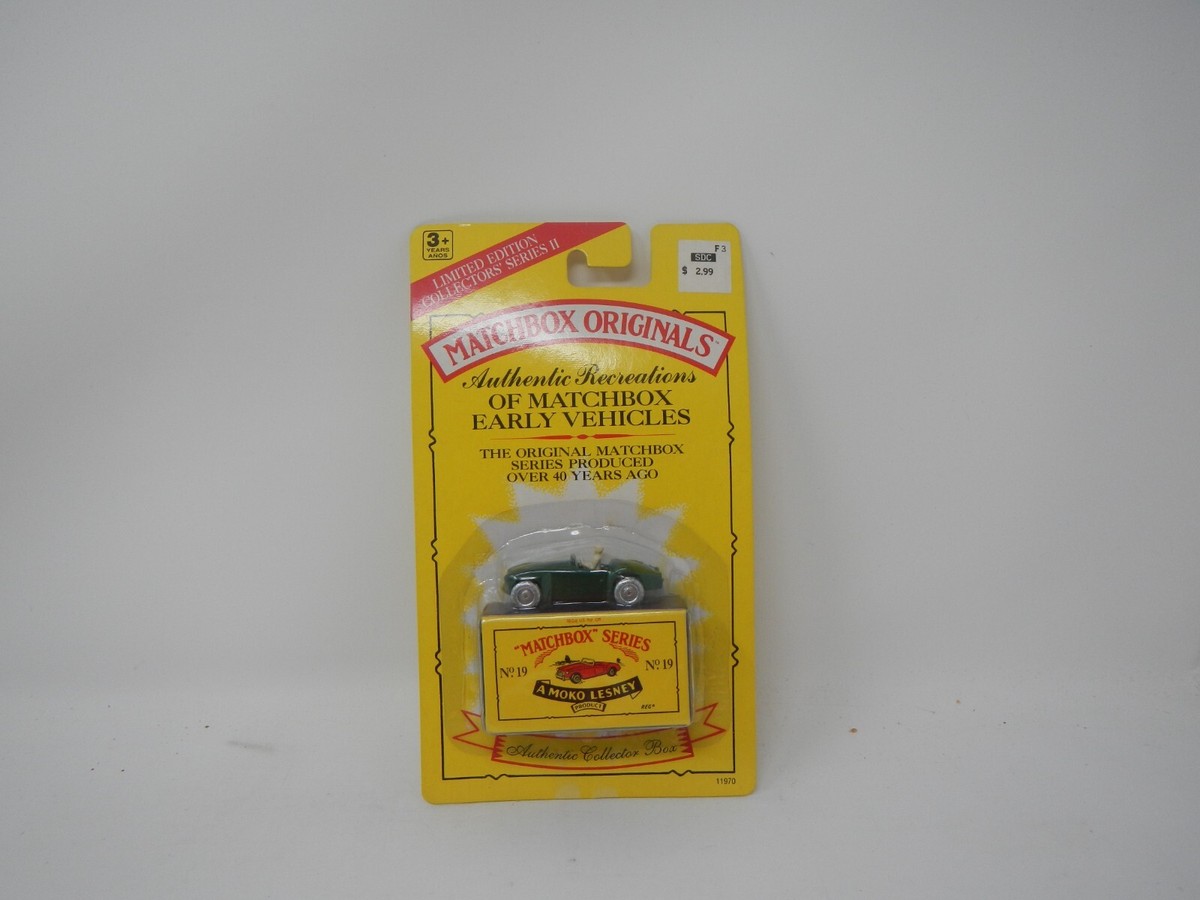 3+
YEARS
AÑOS
LIMITED EDITION
COLLECTORS' SERIES II
F3
SDC
$ 2.99
MATCHBOX ORIGINALS™
Authentic Recreations
OF MATCHBOX
EARLY VEHICLES
THE ORIGINAL MATCHBOX
SERIES PRODUCED
OVER 40 YEARS AGO
"MATCHBOX" SERIES
Nº 19 Nº 19
A MOKO LESNEY
PRODUCT
REGD
Authentic Collector Box
11970